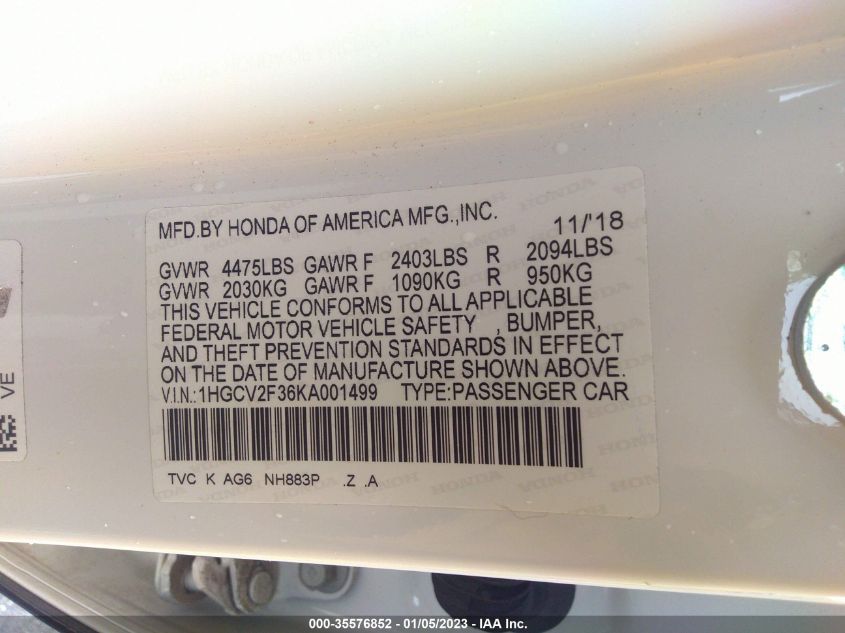 MFD.BY HONDA OF AMERICA MFG.,INC. 11/'18
GVWR 4475LBS GAWR F 2403LBS R 2094LBS
GVWR 2030KG GAWR F 1090KG R 950KG
THIS VEHICLE CONFORMS TO ALL APPLICABLE
FEDERAL MOTOR VEHICLE SAFETY , BUMPER,
AND THEFT PREVENTION STANDARDS IN EFFECT
ON THE DATE OF MANUFACTURE SHOWN ABOVE.
V.I.N.:1HGCV2F36KA001499 TYPE:PASSENGER CAR
TVC K AG6 NH883P .Z .A
VE
000-35576852 - 01/05/2023 - IAA Inc.